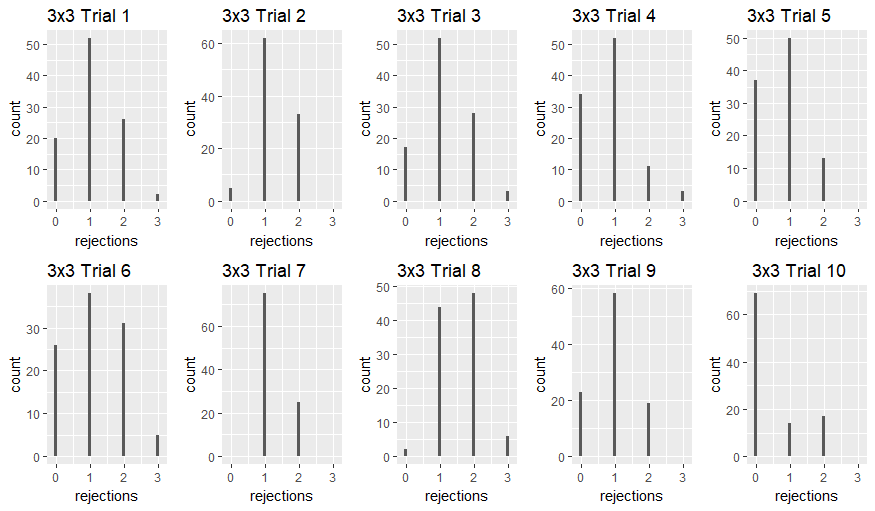 3x3 Trial 1
50
40
30
20
10
0
count
0 1 2 3
rejections
3x3 Trial 2
60
40
20
0
count
0 1 2 3
rejections
3x3 Trial 3
50
40
30
20
10
0
count
0 1 2 3
rejections
3x3 Trial 4
50
40
30
20
10
0
count
0 1 2 3
rejections
3x3 Trial 5
50
40
30
20
10
0
count
0 1 2 3
rejections
3x3 Trial 6
30
20
10
0
count
0 1 2 3
rejections
3x3 Trial 7
60
40
20
0
count
0 1 2 3
rejections
3x3 Trial 8
50
40
30
20
10
0
count
0 1 2 3
rejections
3x3 Trial 9
60
40
20
0
count
0 1 2 3
rejections
3x3 Trial 10
60
40
20
0
count
0 1 2 3
rejections